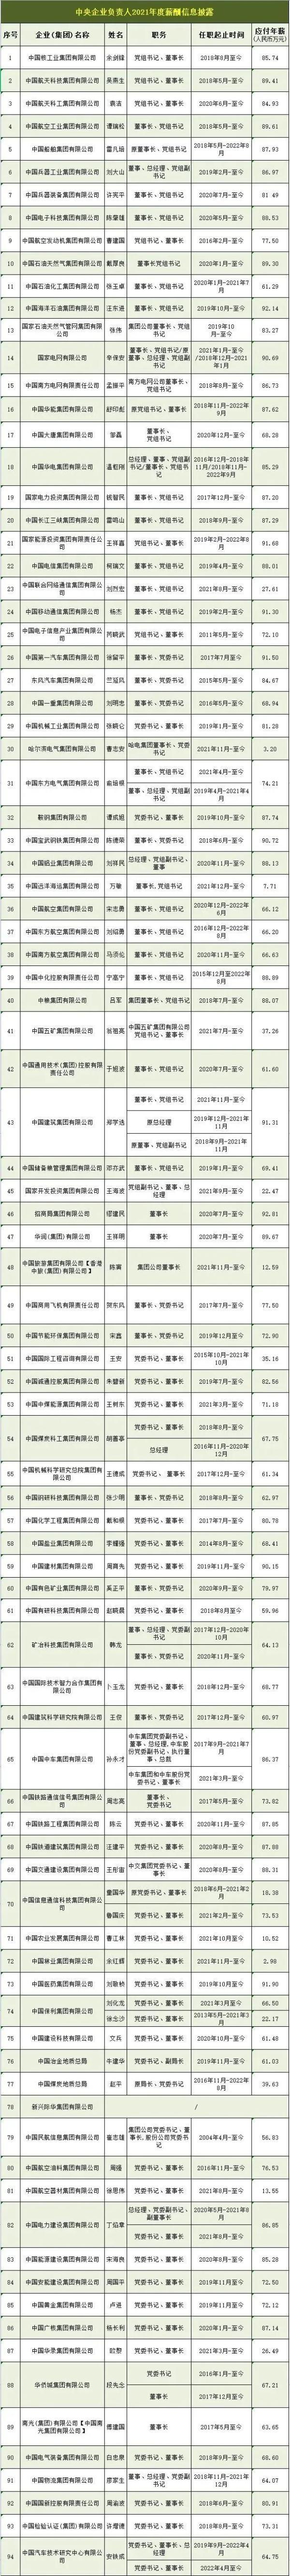 中央企业负责人2021年度薪酬信息披露
序号 企业(集团)名称 姓名 职务 任职起止时间 应付年薪(人民币万元)
1 中国核工业集团有限公司 余剑锋 党组书记、董事长 2018年8月至今 85.74
2 中国航天科技集团有限公司 吴燕生 党组书记、董事长 2018年5月-至今 89.41
3 中国航天科工集团有限公司 袁洁 党组书记、董事长 2020年6月-至今 84.93
4 中国航空工业集团有限公司 谭瑞松 董事长、党组书记 2018年5月-至今 89.61
5 中国船舶集团有限公司 雷凡培 原董事长、党组书记 2018年5月-2022年8月 87.93
6 中国兵器工业集团有限公司 刘大山 董事、总经理、党组副书记 2019年2月-至今 86.97
7 中国兵器装备集团有限公司 许宪平 董事长、党组书记 2020年7月-至今 81.49
8 中国电子科技集团有限公司 陈肇雄 董事长、党组书记 2020年5月-至今 88.53
9 中国航空发动机集团有限公司 曹建国 党组书记、董事长 2016年2月-至今 77.50
10 中国石油天然气集团有限公司 戴厚良 董事长党组书记 2020年1月-至今 89.30
11 中国石油化工集团有限公司 张玉卓 董事长、党组书记 2020年1月-2021年7月 61.29
12 中国海洋石油集团有限公司 汪东进 董事长、党组书记 2019年10月-至今 92.14
13 国家石油天然气管网集团有限公司 张伟 集团公司董事长、党组书记 2019年10月-至今 83.27
14 国家电网有限公司 辛保安 董事长、党组书记/原董事、总经理、党组副书记 2021年1月-至今/2018年12月-2021年1月 90.69
15 中国南方电网有限责任公司 孟振平 南方电网公司董事长、党组书记 2018年8月-至今 86.73
16 中国华能集团有限公司 舒印彪 原党组书记、董事长 2018年11月-2022年9月 87.62
17 中国大唐集团有限公司 邹磊 董事长、党组书记 2020年12月-至今 68.28
18 中国华电集团有限公司 温枢刚 总经理、董事、党组副书记/董事长、党组书记 2016年12月-2018年11月/2018年11月-2022年9月 85.29
19 国家电力投资集团有限公司 钱智民 党组书记、董事长 2017年12月-至今 87.20
20 中国长江三峡集团有限公司 雷鸣山 党组书记、董事长 2018年9月-至今 87.29
21 国家能源投资集团有限责任公司 王祥喜 党组书记、董事长 2019年2月-2022年8月 91.68
22 中国电信集团有限公司 柯瑞文 董事长、党组书记 2019年4月-至今 89.01
23 中国联合网络通信集团有限公司 刘烈宏 董事长、党组书记 2021年8月-至今 27.61
24 中国移动通信集团有限公司 杨杰 董事长、党组书记 2019年2月-至今 91.30
25 中国电子信息产业集团有限公司 芮晓武 党组书记、董事长 2011年5月-至今 72.10
26 中国第一汽车集团有限公司 徐留平 董事长、党委书记 2017年7月至今 91.50
27 东风汽车集团有限公司 竺延风 董事长、党委书记 2015年5月-至今 84.67
28 中国一重集团有限公司 刘明忠 董事长、党委书记 2016年5月-至今 68.94
29 中国机械工业集团有限公司 张晓仑 董事长、党委书记 2019年1月-至今 81.28
30 哈尔滨电气集团有限公司 曹志安 哈电集团董事长、党委书记 2021年11月-至今 3.20
31 中国东方电气集团有限公司 俞培根 董事长、党组书记 2021年4月-至今 74.21
董事、总经理、党组副书记 2019年4月-2021年4月
32 鞍钢集团有限公司 谭成旭 董事长、党委书记 2019年10月-至今 87.74
33 中国宝武钢铁集团有限公司 陈德荣 董事长、党委书记 2018年6月-至今 90.72
34 中国铝业集团有限公司 刘祥民 总经理、党组副书记、董事 2020年11月-至今 88.13
35 中国远洋海运集团有限公司 万敏 董事长,党组书记 2021年12月-至今 7.71
36 中国航空集团有限公司 宋志勇 董事长、党组书记 2020年12月-2022年6月 66.12
37 中国东方航空集团有限公司 刘绍勇 董事长、党组书记 2016年12月-2022年8月 66.20
38 中国南方航空集团有限公司 马须伦 党组书记、董事长 2020年11月-至今 66.63
39 中国中化控股有限责任公司 宁高宁 党组书记、董事长 2015年12月至2022年8月 88.89
40 中粮集团有限公司 吕军 集团董事长、党组书记 2018年7月-至今 88.07
41 中国五矿集团有限公司 翁祖亮 中国五矿集团有限公司党组书记、董事长 2021年7月-至今 37.26
42 中国通用技术(集团)控股有限责任公司 于旭波 董事长、党组书记 2020年7月-至今 61.60
43 中国建筑集团有限公司 郑学选 董事长、党组书记 2021年11月-至今 91.31
原总经理 2019年12月-2021年11月
原董事、党组副书记 2018年9月-2021年11月
44 中国储备粮管理集团有限公司 邓亦武 董事长、党组书记 2019年1月-至今 69.41
45 国家开发投资集团有限公司 王海波 党组副书记、董事、总经理 2021年9月-至今 22.47
46 招商局集团有限公司 缪建民 董事长 2020年7月-至今 92.81
47 华润(集团)有限公司 王祥明 董事长 2020年7月-至今 89.67
48 中国旅游集团有限公司【香港中旅(集团)有限公司】 陈寅 集团公司董事长 2021年11月-至今 12.59
49 中国商用飞机有限责任公司 贺东风 董事长、党委书记 2017年7月-至今 77.50
50 中国节能环保集团有限公司 宋鑫 董事长、党委书记 2019年12月至今 72.90
51 中国国际工程咨询有限公司 王安 党委书记、董事长 2015年10月-2021年10月 35.16
52 中国诚通控股集团有限公司 朱碧新 党委书记、董事长 2019年7月-至今 82.56
53 中国中煤能源集团有限公司 王树东 党委书记、董事长 2021年3月-至今 71.18
54 中国煤炭科工集团有限公司 胡善亭 党委书记、董事长 2018年8月-至今 67.75
总经理 2016年11月-2020年12月
55 中国机械科学研究总院集团有限公司 王德成 党委书记、董事长 2017年12月-至今 61.34
56 中国钢研科技集团有限公司 张少明 董事长、党委书记 2018年8月-至今 62.97
57 中国化学工程集团有限公司 戴和根 党委书记、董事长 2017年7月-至今 80.78
58 中国盐业集团有限公司 李耀强 党委书记、董事长 2014年8月-至今 68.41
59 中国建材集团有限公司 周育先 党委书记、董事长 2019年11月-至今 90.15
60 中国有色矿业集团有限公司 奚正平 董事长、党委书记 2020年9月-至今 79.97
61 中国有研科技集团有限公司 赵晓晨 党委书记、董事长 2018年8月至今 59.96
62 矿冶科技集团有限公司 韩龙 董事、总经理、党委副书记 2017年12月-2020年10月 64.13
董事长、党委书记 2020年11月-至今
63 中国国际技术智力合作集团有限公司 卜玉龙 党委书记、董事长 2018年12月-至今 68.77
64 中国建筑科学研究院有限公司 王俊 董事长、党委书记 2017年12月-至今 60.97
65 中国中车集团有限公司 孙永才 中车集团党委副书记、董事、总经理,中车股份党委副书记、执行董事、总裁 2017年9月-2021年7月 86.37
中车集团和中车股份党委书记、董事长 2021年3月-至今
66 中国铁路通信信号集团有限公司 周志亮 董事长、党委书记 2017年5月-至今 73.82
67 中国铁路工程集团有限公司 陈云 党委书记、董事长 2020年11月-至今 87.85
68 中国铁道建筑集团有限公司 汪建平 董事长、党委书记 2020年8月-至今 87.88
69 中国交通建设集团有限公司 王彤宙 中交集团党委书记、董事长 2020年8月-至今 88.31
70 中国信息通信科技集团有限公司 童国华 原党委书记、董事长 2018年6月-2021年2月 18.38
鲁国庆 党委书记、董事长 2021年2月-至今 73.53
71 中国农业发展集团有限公司 曹江林 党委书记、董事长 2021年10月至今 10.52
72 中国林业集团有限公司 余红辉 党委书记、董事长 2021年11月-至今 2.98
73 中国医药集团有限公司 刘敬桢 党委书记、董事长 2019年10月至今 91.90
74 中国保利集团有限公司 刘化龙 党委书记、董事长 2021年3月至今 66.50
徐念沙 党委书记、董事长 2013年5月-2021年3月 22.17
75 中国建设科技有限公司 文兵 党委书记、董事长 2020年10月-至今 61.48
76 中国冶金地质总局 牛建华 党委书记、副局长 2019年11月-至今 61.03
77 中国煤炭地质总局 赵平 原局长、党委书记 2016年11月-2022年8月 39.63
78 新兴际华集团有限公司 /
79 中国民航信息集团有限公司 崔志雄 集团公司党委书记、董事长,股份公司党委书记 2004年4月-至今 56.83
80 中国航空油料集团有限公司 周强 党委书记、董事长 2016年11月-至今 76.53
81 中国航空器材集团有限公司 徐思伟 党委书记、董事长 2021年8月-至今 13.55
82 中国电力建设集团有限公司 丁焰章 总经理、党委副书记、副董事长 2020年5月-2021年8月 86.85
党委书记、董事长 2021年8月-至今
83 中国能源建设集团有限公司 宋海良 党委书记、董事长 2020年8月-至今 85.28
84 中国安能建设集团有限公司 周国平 党委书记、董事长 2019年11月-至今 72.50
85 中国黄金集团有限公司 卢进 党委书记、董事长 2019年11月至今 72.12
86 中国广核集团有限公司 杨长利 党委书记、董事长 2020年1月-至今 87.14
87 中国华录集团有限公司 欧黎 党委书记、董事长 2021年3月-至今 26.49
88 华侨城集团有限公司 段先念 党委书记 2016年1月-至今 67.21
董事长 2017年12月至今
89 南光(集团)有限公司【中国南光集团有限公司】 傅建国 董事长 2017年5月至今 63.65
90 中国电气装备集团有限公司 白忠泉 党委书记、董事长 2018年9月-至今 68.60
91 中国物流集团有限公司 廖家生 董事、总经理、党委副书记 2018年11月-2021年12月 64.07
92 中国国新控股有限责任公司 周渝波 党委书记、董事长 2018年6月-至今 80.91
93 中国检验认证(集团)有限公司 许增德 党委书记、董事长 2018年8月-至今 73.31
94 中国汽车技术研究中心有限公司 安铁成 党委书记、董事长、总经理 2019年9月-2022年4月 64.75
党委书记、董事长 2022年4月至今